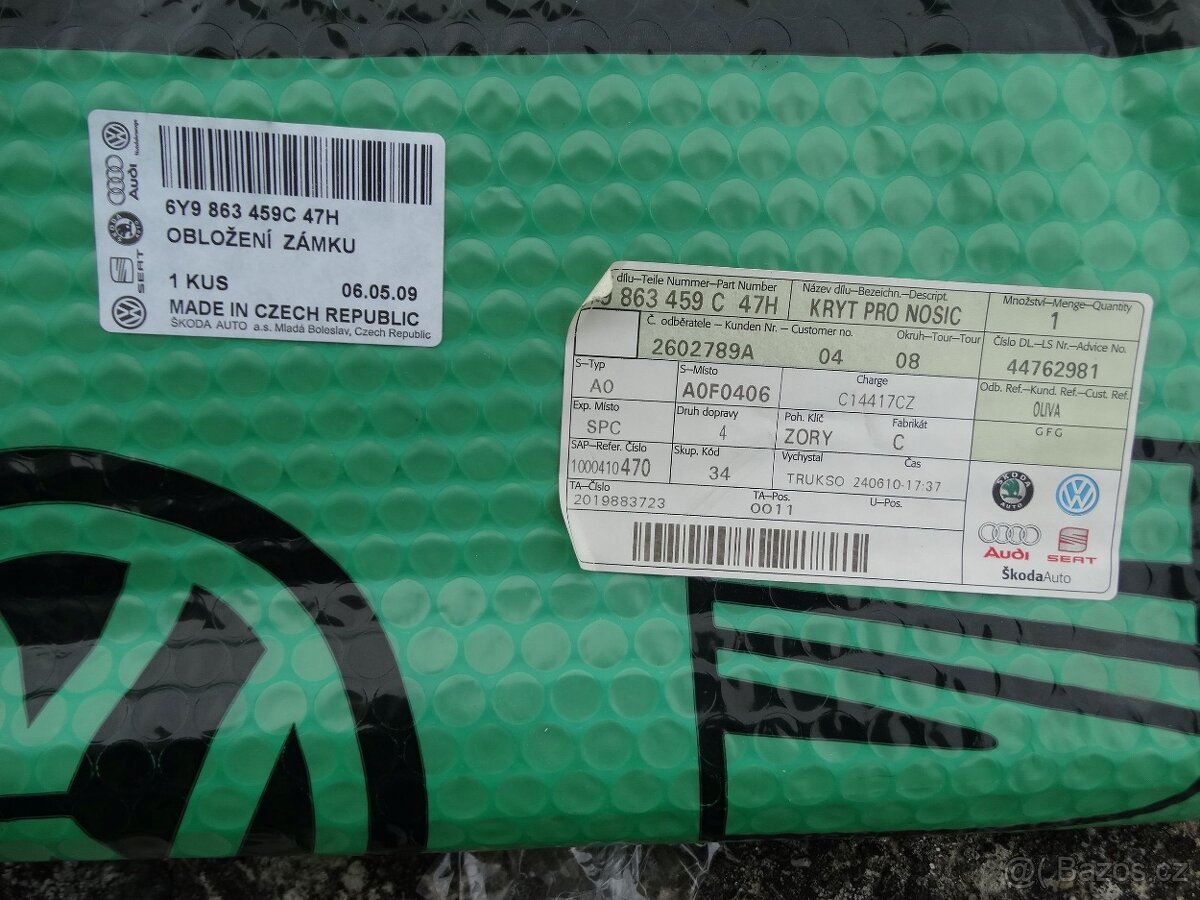 Škodaświęce
Audi
ŠKODA
SEAT
6Y9 863 459C 47H
OBLOŽENÍ ZÁMKU
1 KUS 06.05.09
MADE IN CZECH REPUBLIC
ŠKODA AUTO a.s. Mladá Boleslav, Czech Republic
dílu–Teile Nummer–Part Number
9 863 459 C 47H
Název dílu–Bezeichn.–Descript.
KRYT PRO NOSIC
Množství–Menge–Quantity
1
Č. odběratele – Kunden Nr. – Customer no.
2602789A
Okruh–Tour–Tour
04 08
Číslo DL–LS Nr.–Advice No.
44762981
S–Typ
A0
S–Místo
A0F0406
Charge
C14417CZ
Odb. Ref.–Kund. Ref.–Cust. Ref.
OLIVA
GFG
Exp. Místo
SPC
Druh dopravy
4
Poh. Klíč
ZORY
Fabrikát
C
SAP–Refer. Číslo
1000410470
Skup. Kód
34
Vychystal Čas
TRUKSO 240610-17:37
TA–Číslo
2019883723
TA–Pos.
0011
U–Pos.
ŠKODA
AUTO
Audi
SEAT
ŠkodaAuto
@( Bazos.cz